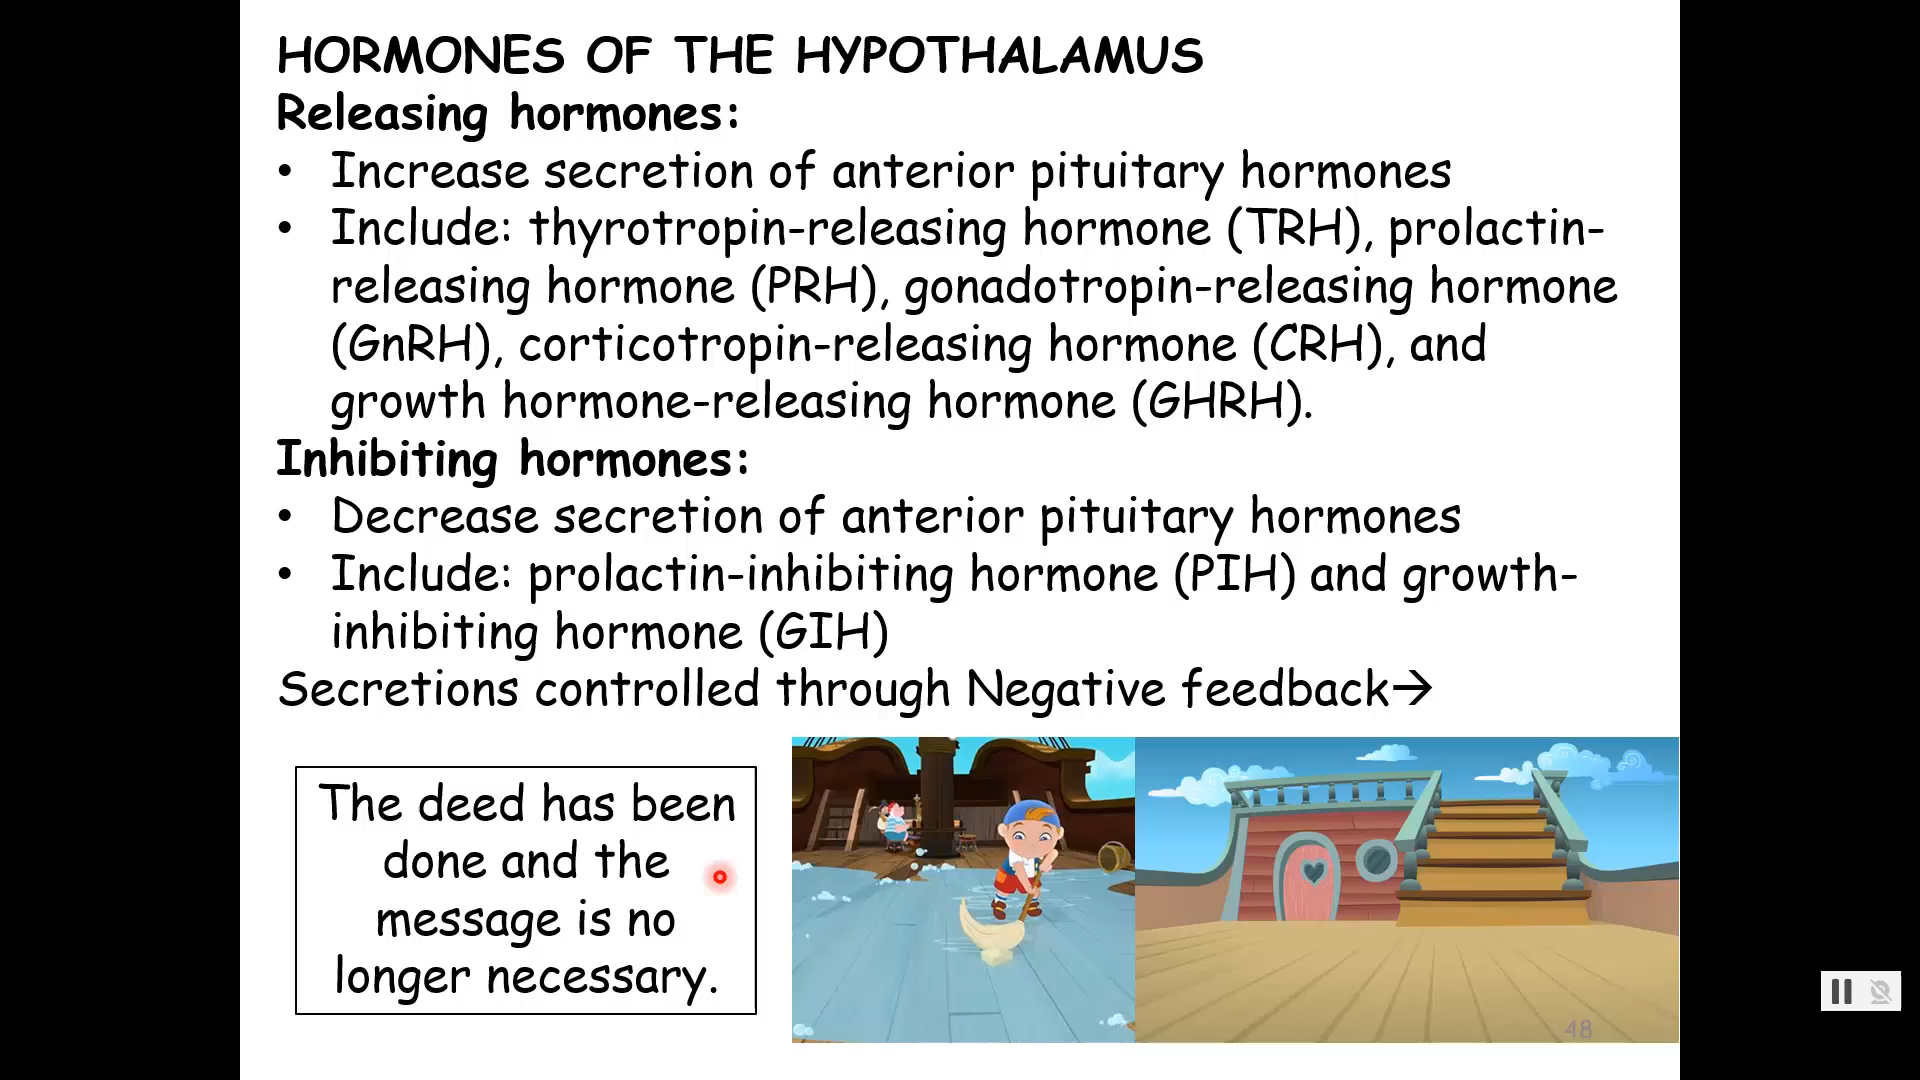 HORMONES OF THE HYPOTHALAMUS
Releasing hormones:
• Increase secretion of anterior pituitary hormones
• Include: thyrotropin-releasing hormone (TRH), prolactin-
releasing hormone (PRH), gonadotropin-releasing hormone
(GnRH), corticotropin-releasing hormone (CRH), and
growth hormone-releasing hormone (GHRH).
Inhibiting hormones:
• Decrease secretion of anterior pituitary hormones
• Include: prolactin-inhibiting hormone (PIH) and growth-
inhibiting hormone (GIH)
Secretions controlled through Negative feedback→
The deed has been
done and the
message is no
longer necessary.
48